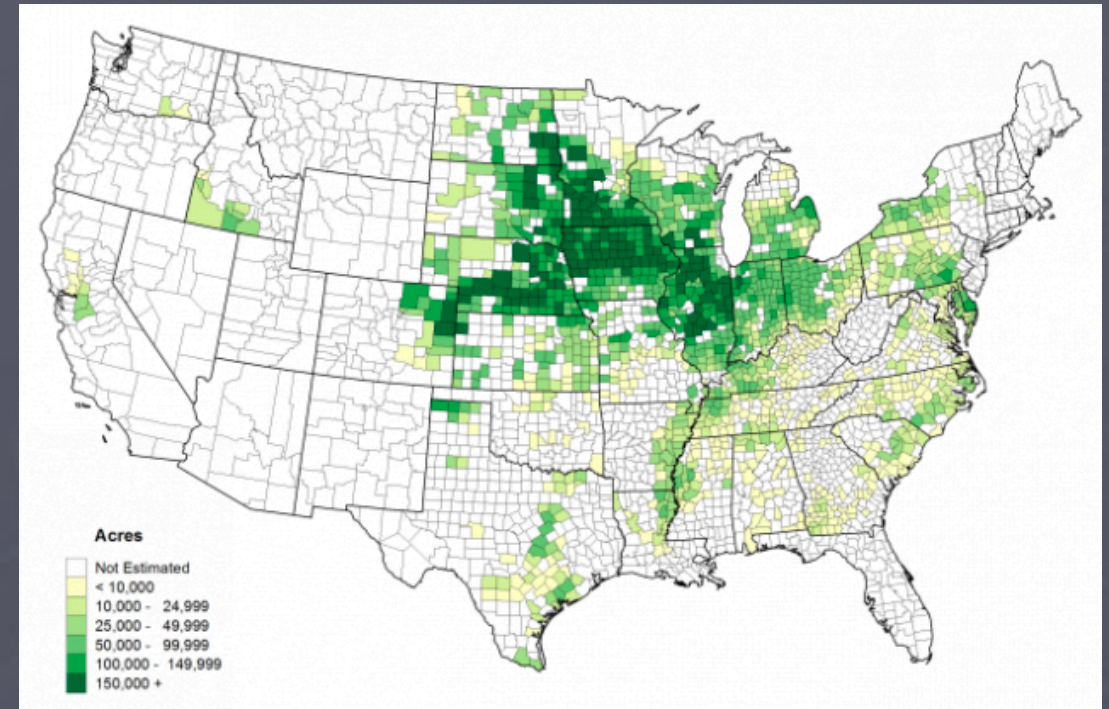 Acres
Not Estimated
< 10,000
10,000 - 24,999
25,000 - 49,999
50,000 - 99,999
100,000 - 149,999
150,000 +